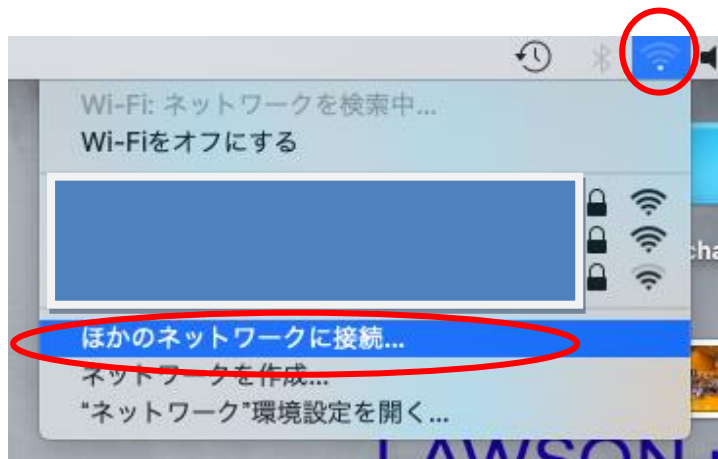 Wi-Fi: ネットワークを検索中...
Wi-Fiをオフにする
ほかのネットワークに接続...
ネットワークを作成...
“ネットワーク”環境設定を開く...
LAWSON